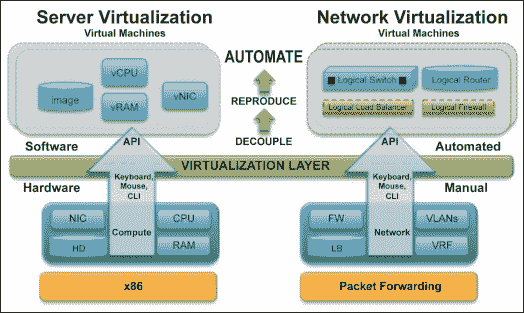 Server Virtualization
Virtual Machines
Network Virtualization
Virtual Machines
AUTOMATE
REPRODUCE
DECOUPLE
image
vCPU
vRAM
vNIC
Logical Switch
Logical Router
Logical Load Balancer
Logical Firewall
Software
API
API
Automated
VIRTUALIZATION LAYER
Hardware
Keyboard,
Mouse,
CLI
Keyboard,
Mouse,
CLI
Manual
NIC
CPU
HD
Compute
RAM
FW
VLANs
LB
Network
VRF
x86
Packet Forwarding